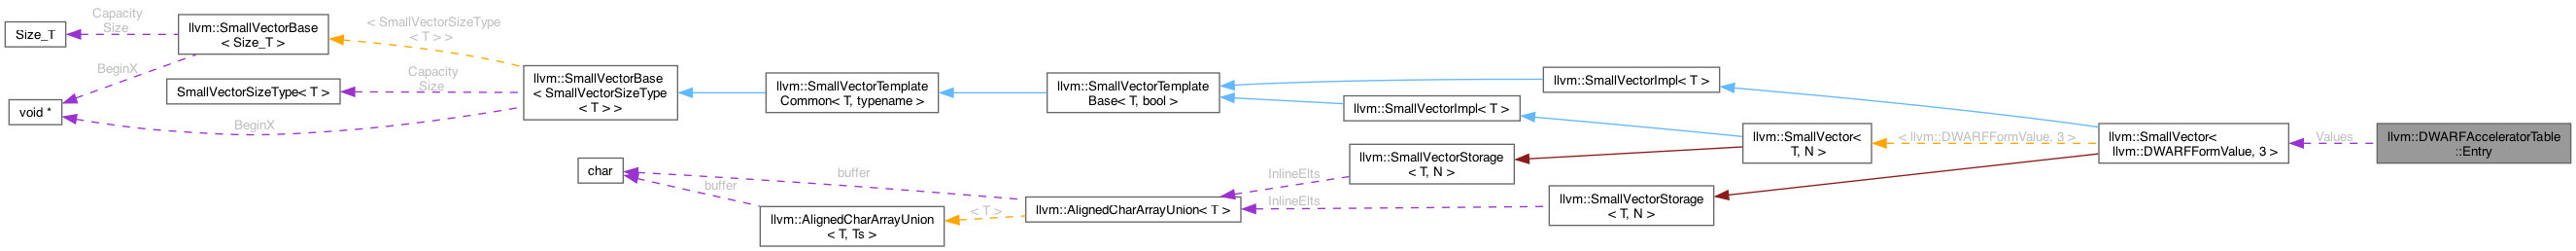 Size_T
Capacity
Size
llvm::SmallVectorBase
< Size_T >
< SmallVectorSizeType
< T > >
BeginX
SmallVectorSizeType< T >
Capacity
Size
void *
BeginX
llvm::SmallVectorBase
< SmallVectorSizeType
< T > >
llvm::SmallVectorTemplate
Common< T, typename >
llvm::SmallVectorTemplate
Base< T, bool >
llvm::SmallVectorImpl< T >
llvm::SmallVectorImpl< T >
llvm::SmallVector<
T, N >
< llvm::DWARFFormValue, 3 >
llvm::SmallVector<
llvm::DWARFFormValue, 3 >
Values
llvm::DWARFAcceleratorTable
::Entry
char
buffer
buffer
llvm::AlignedCharArrayUnion
< T, Ts >
< T >
llvm::AlignedCharArrayUnion< T >
InlineElts
InlineElts
llvm::SmallVectorStorage
< T, N >
llvm::SmallVectorStorage
< T, N >